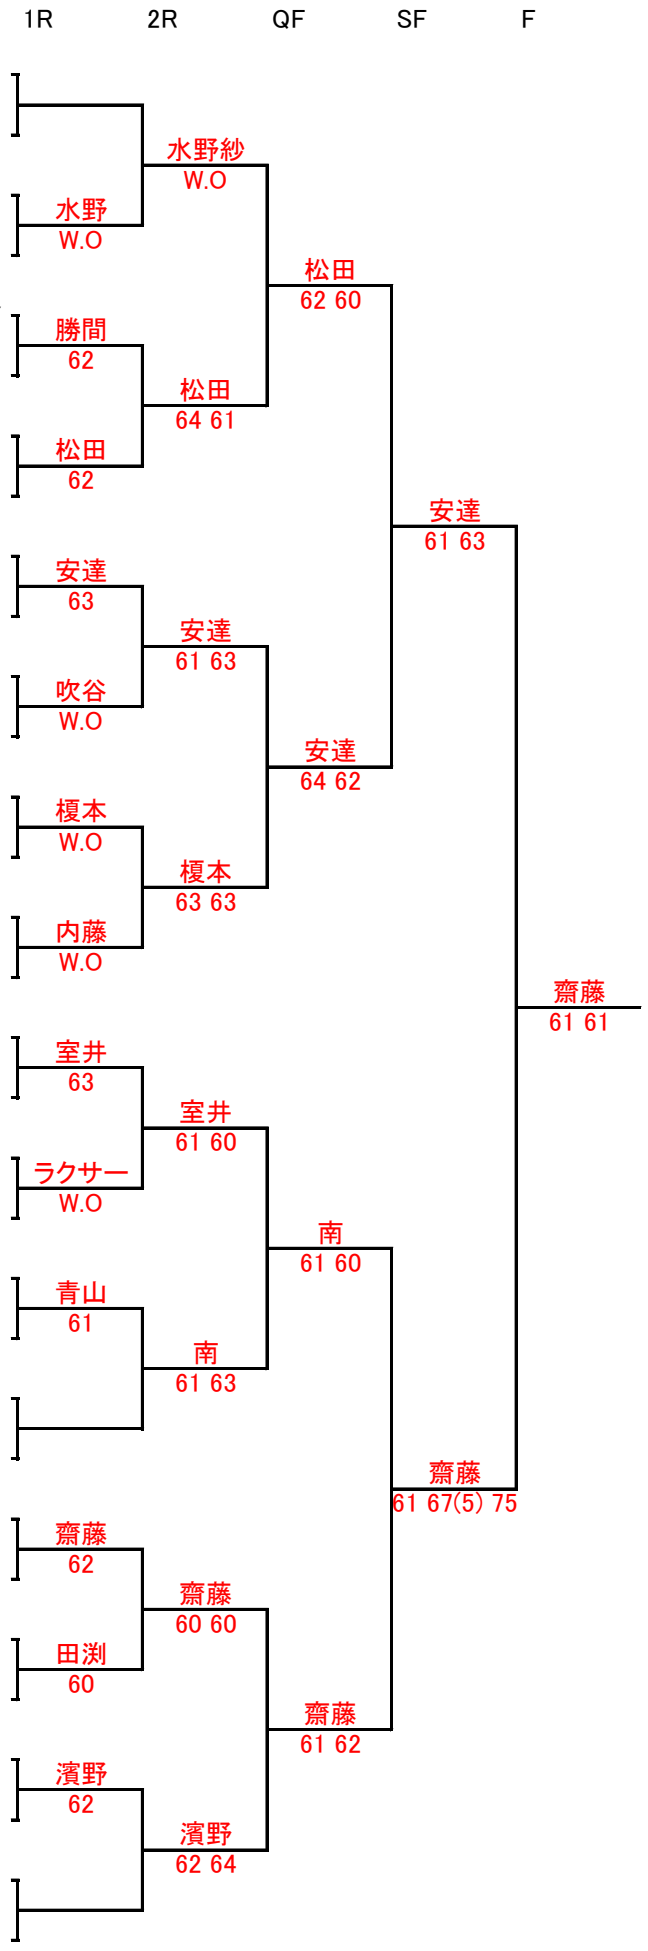 1R 2R QF SF F
水野紗
W.O
水野
W.O
松田
62 60
勝間
62
松田
64 61
松田
62
安達
61 63
安達
63
安達
61 63
吹谷
W.O
安達
64 62
榎本
W.O
榎本
63 63
内藤
W.O
齋藤
61 61
室井
63
室井
61 60
ラクサー
W.O
南
61 60
青山
61
南
61 63
齋藤
61 67(5) 75
齋藤
62
齋藤
60 60
田渕
60
齋藤
61 62
濱野
62
濱野
62 64